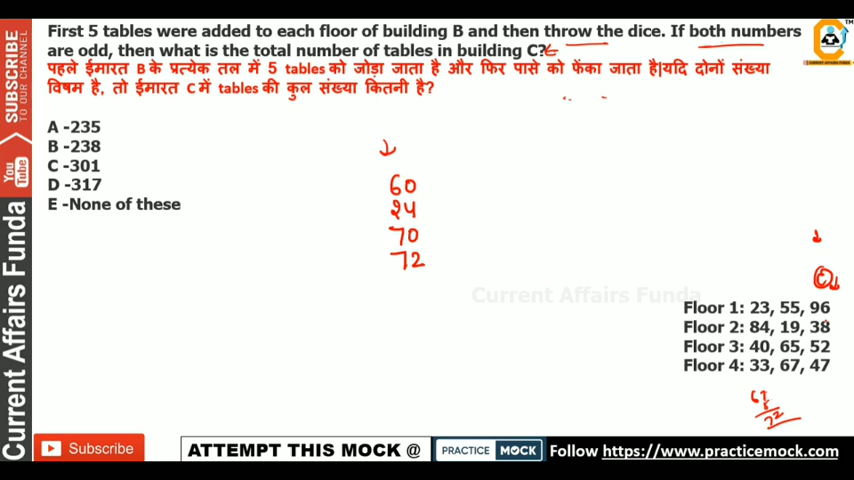 First 5 tables were added to each floor of building B and then throw the dice. If both numbers
are odd, then what is the total number of tables in building C?
पहले ईमारत B के प्रत्येक तल में 5 tables को जोडा जाता है और फिर पासे को फेंका जाता है|यदि दोनों संख्या
विषम है, तो ईमारत C में tables की कुल संख्या कितनी है?
A -235
B -238
C -301
D -317
E -None of these
60
24
70
72
Current Affairs Funda
Floor 1: 23, 55, 96
Floor 2: 84, 19, 38
Floor 3: 40, 65, 52
Floor 4: 33, 67, 47
67
5
72
SUBSCRIBE
TO OUR CHANNEL
You
Tube
Current Affairs Funda
Subscribe
ATTEMPT THIS MOCK @ PRACTICE MOCK Follow https://www.practicemock.com